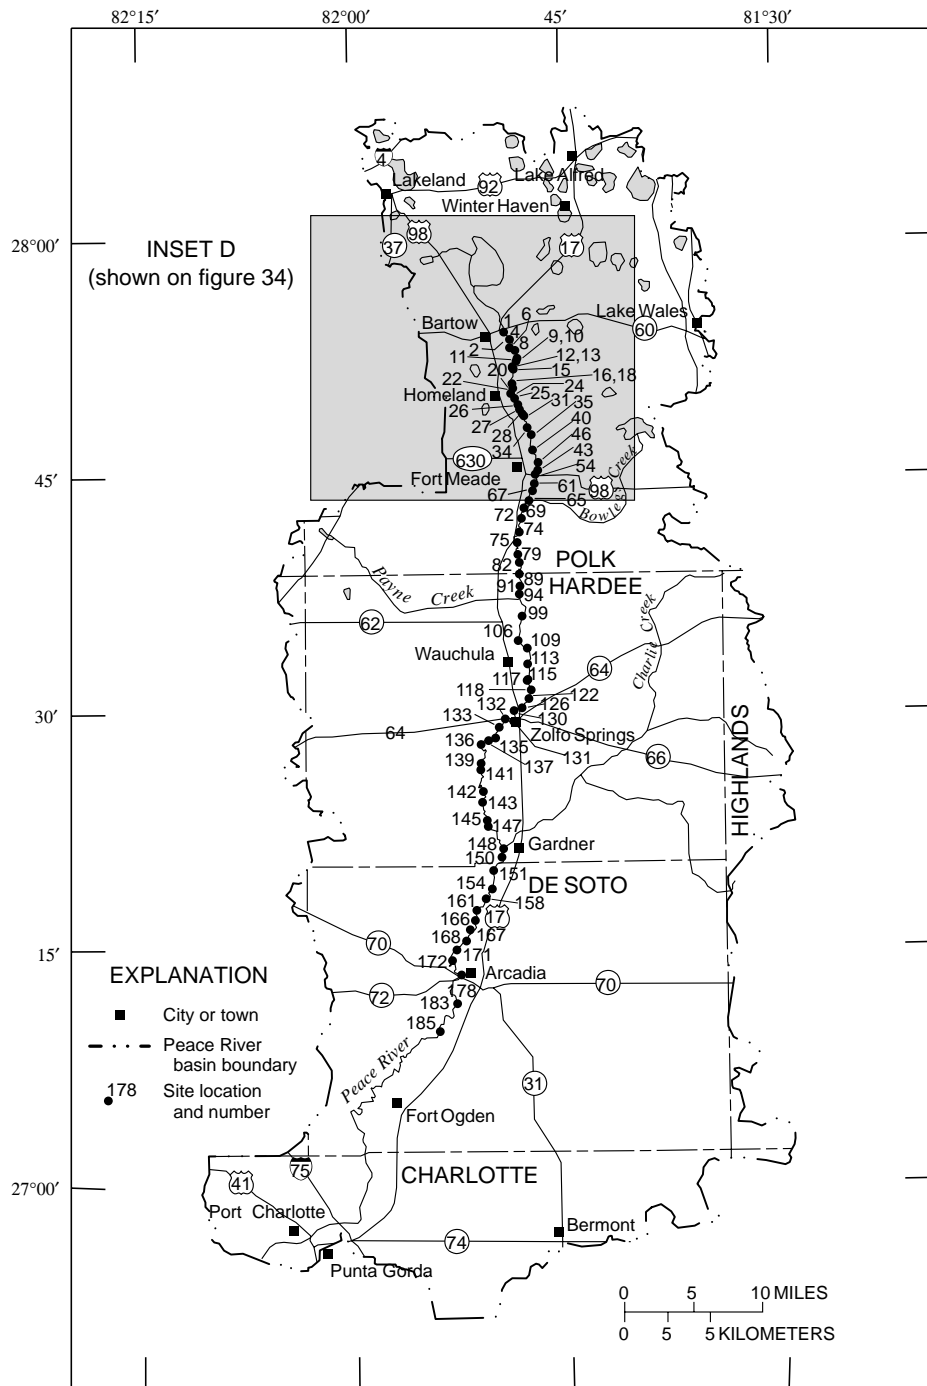 82°15′ 82°00′ 45′ 81°30′
4
Lakeland
92
Lake Alfred
Winter Haven
98
37
17
28°00′
INSET D
(shown on figure 34)
Lake Wales
60
Bartow
1 6
4
2 8 9,10
11 12,13
20 15
22 16,18
24
Homeland 25
26 31 35
27 40
28 46
34 43
630 54
Fort Meade
45′
61
67 98
65
Bowlegs Creek
72 69
74
75
79
82
POLK
HARDEE
89
91
94
Payne Creek
99
62
106
109
Charlie Creek
Wauchula
113
64
117 115
118 122
30′
132 126
133 130
64
Zolfo Springs
136 135
137 131 66
139
141
142
143
145
147
HIGHLANDS
148
Gardner
150
151
DE SOTO
154
158
161
17
166
167
168
70
171
15′
172
Arcadia
EXPLANATION
72
178
70
183
City or town
185
Peace River
basin boundary
Peace River
178 Site location
and number
31
Fort Ogden
75
CHARLOTTE
41
27°00′
Port Charlotte
Bermont
74
Punta Gorda
0 5 10 MILES
0 5 5 KILOMETERS